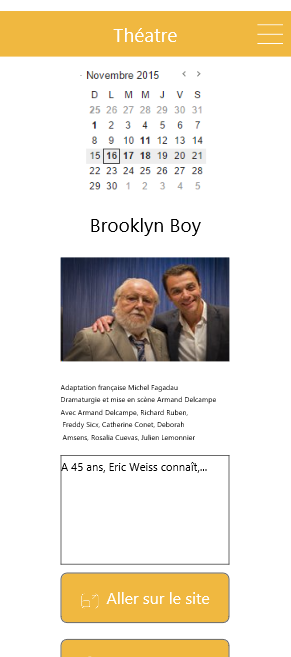 Théatre
Novembre 2015 < >
D L M M J V S
25 26 27 28 29 30 31
1 2 3 4 5 6 7
8 9 10 11 12 13 14
15 16 17 18 19 20 21
22 23 24 25 26 27 28
29 30 1 2 3 4 5
Brooklyn Boy
Adaptation française Michel Fagadau
Dramaturgie et mise en scène Armand Delcampe
Avec Armand Delcampe, Richard Ruben,
Freddy Sicx, Catherine Conet, Deborah
Amsens, Rosalia Cuevas, Julien Lemonnier
A 45 ans, Eric Weiss connaît,...
Aller sur le site